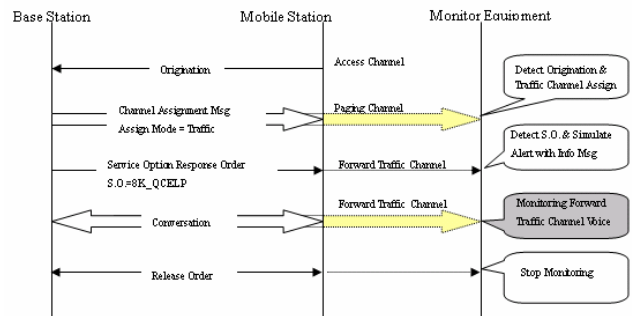 Base Station
Mobile Station
Monitor Equipment
Origination
Access Channel
Detect Origination &
Traffic Channel Assign
Channel Assignment Msg
Assign Mode = Traffic
Paging Channel
Detect S.O. & Simulate
Alert with Info Msg
Service Option Response Order
S.O.=8K_QCELP
Forward Traffic Channel
Conversation
Forward Traffic Channel
Monitoring Forward
Traffic Channel Voice
Release Order
Stop Monitoring